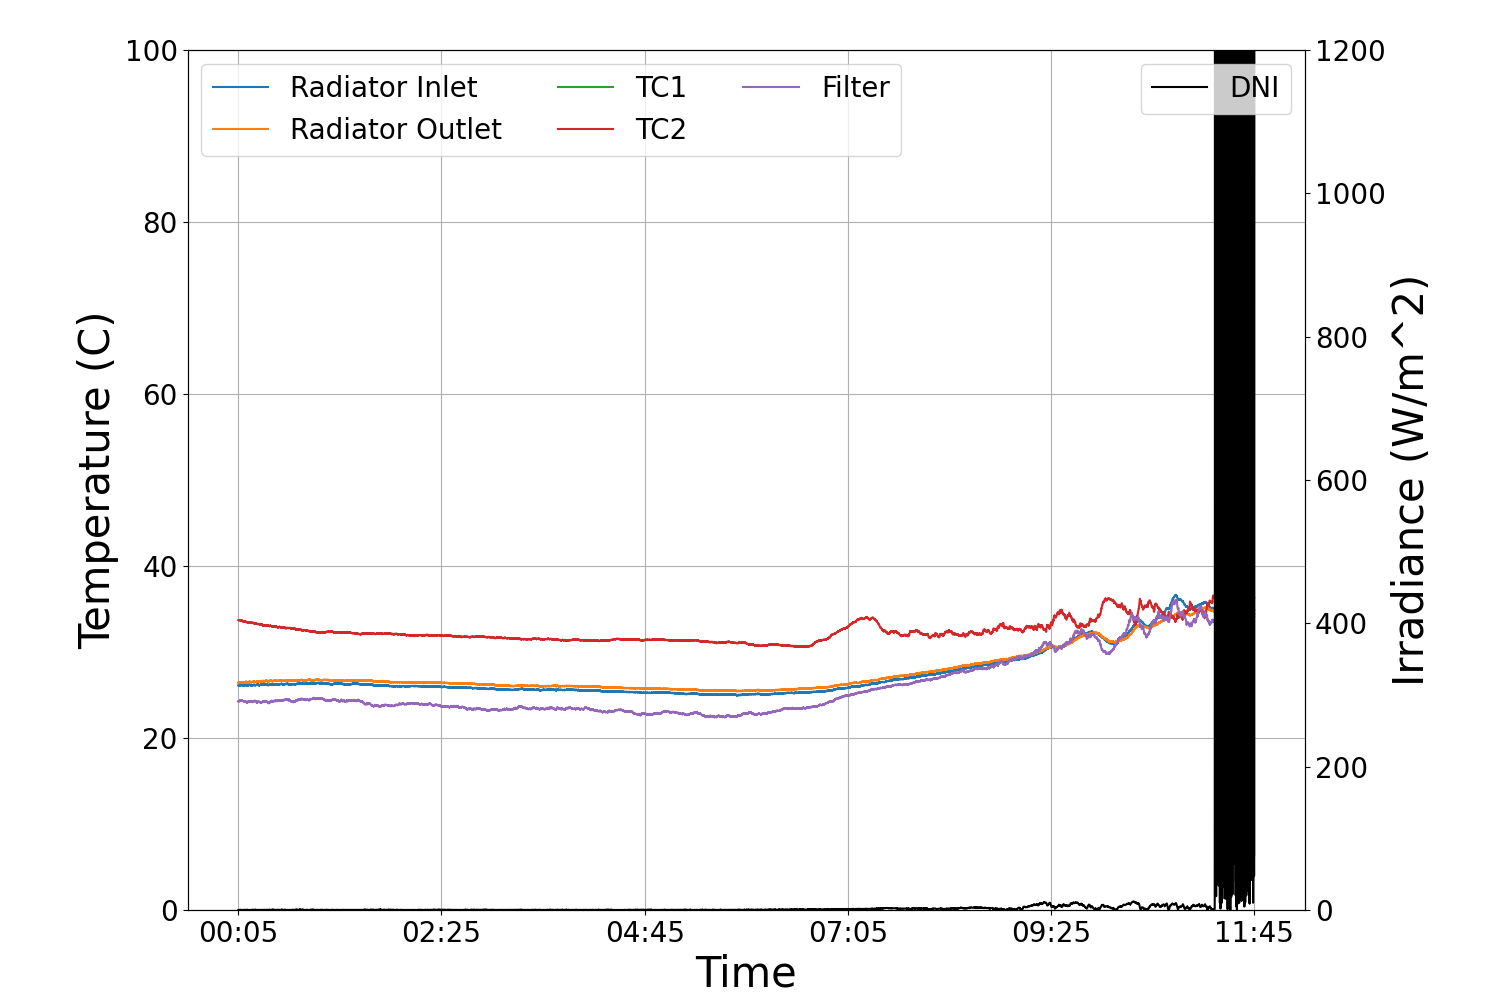 Radiator Inlet
Radiator Outlet
TC1
TC2
Filter
DNI
100
80
60
40
20
0
Temperature (C)
1200
1000
800
600
400
200
0
Irradiance (W/m^2)
00:05 02:25 04:45 07:05 09:25 11:45
Time